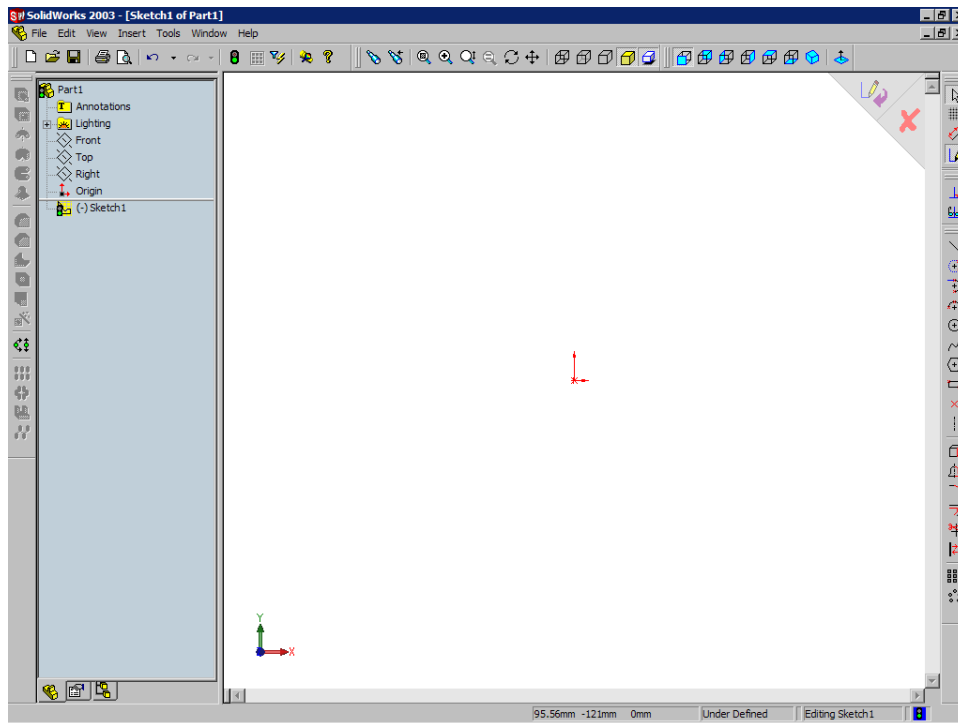 SolidWorks 2003 - [Sketch1 of Part1]
File Edit View Insert Tools Window Help
Part1
Annotations
Lighting
Front
Top
Right
Origin
(-) Sketch1
Y
X
95.56mm -121mm 0mm Under Defined Editing Sketch1